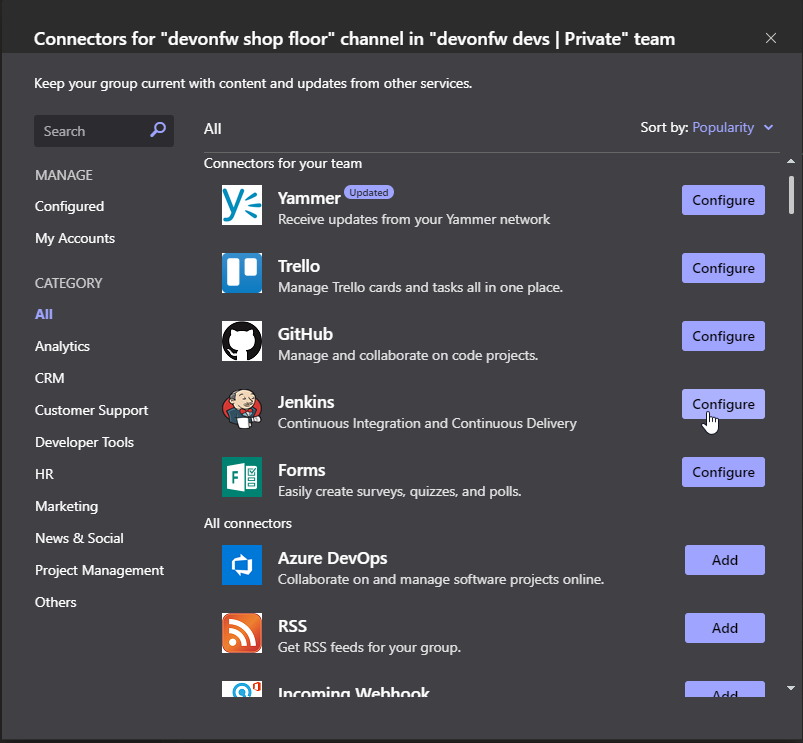 Connectors for "devonfw shop floor" channel in "devonfw devs | Private" team
Keep your group current with content and updates from other services.
Search
MANAGE
Configured
My Accounts
CATEGORY
All
Analytics
CRM
Customer Support
Developer Tools
HR
Marketing
News & Social
Project Management
Others
All
Sort by: Popularity
Connectors for your team
Yammer Updated
Receive updates from your Yammer network
Configure
Trello
Manage Trello cards and tasks all in one place.
Configure
GitHub
Manage and collaborate on code projects.
Configure
Jenkins
Continuous Integration and Continuous Delivery
Configure
Forms
Easily create surveys, quizzes, and polls.
Configure
All connectors
Azure DevOps
Collaborate on and manage software projects online.
Add
RSS
Get RSS feeds for your group.
Add
Incoming Webhook
Add